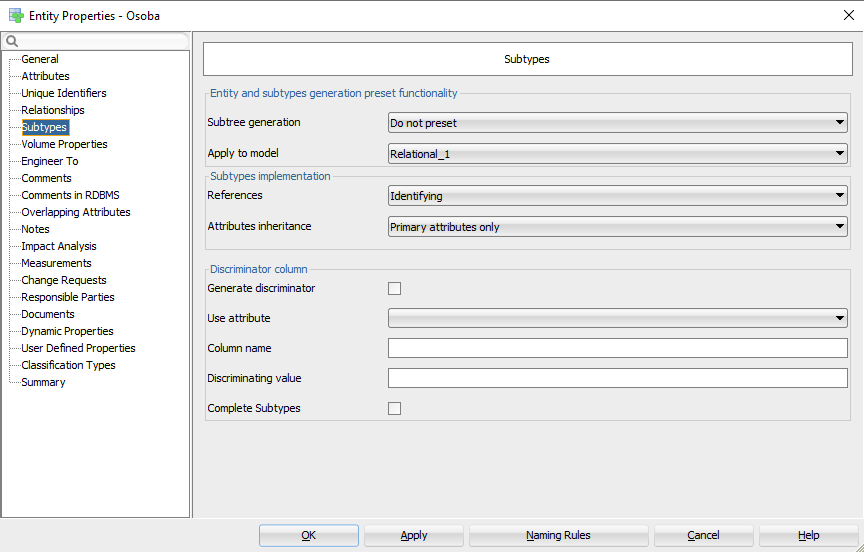 Entity Properties - Osoba
General
Attributes
Unique Identifiers
Relationships
Subtypes
Volume Properties
Engineer To
Comments
Comments in RDBMS
Overlapping Attributes
Notes
Impact Analysis
Measurements
Change Requests
Responsible Parties
Documents
Dynamic Properties
User Defined Properties
Classification Types
Summary
Subtypes
Entity and subtypes generation preset functionality
Subtree generation Do not preset
Apply to model Relational_1
Subtypes implementation
References Identifying
Attributes inheritance Primary attributes only
Discriminator column
Generate discriminator
Use attribute
Column name
Discriminating value
Complete Subtypes
OK Apply Naming Rules Cancel Help